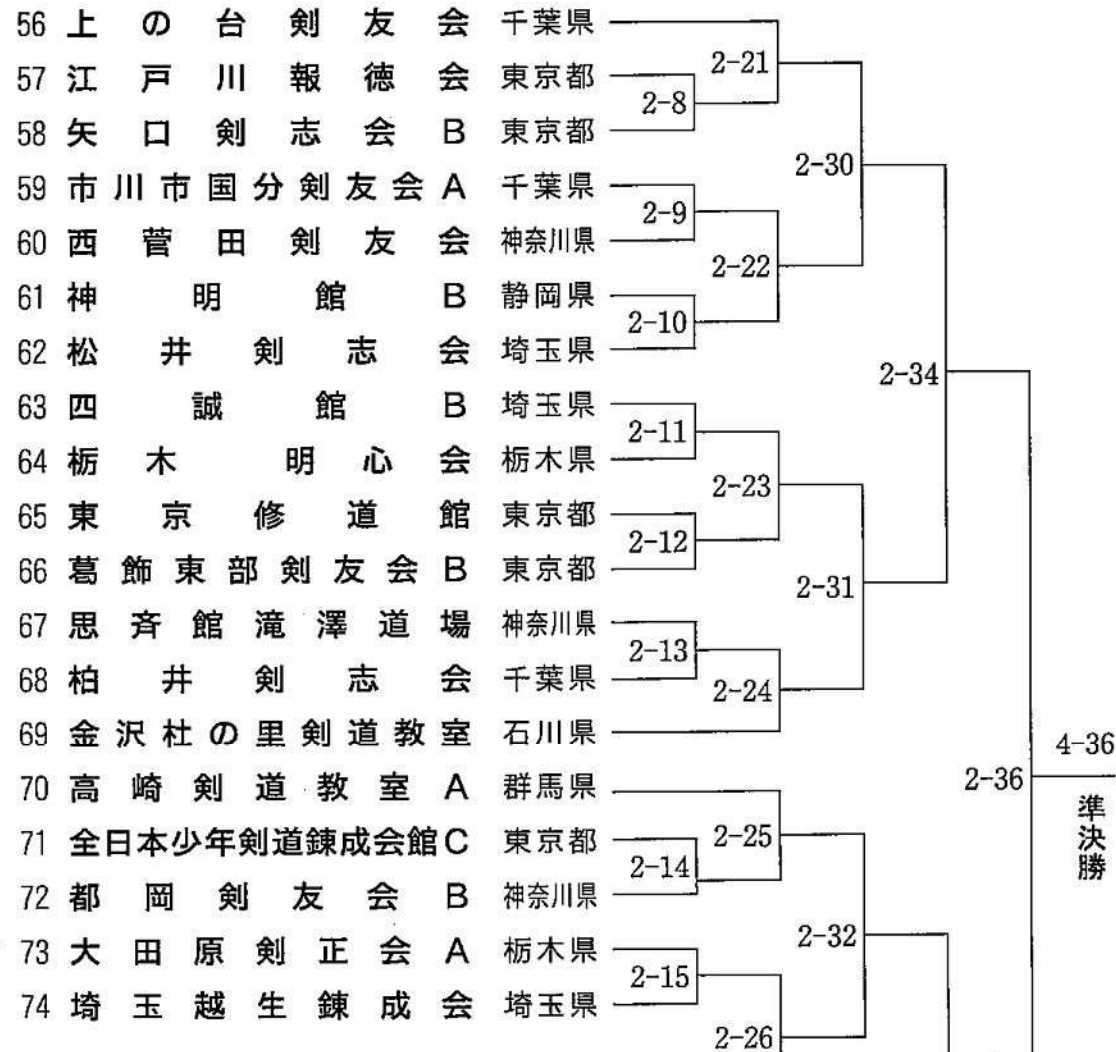 56 上の台剣友会 千葉県
2-21
57 江戸川報徳会 東京都
2-8
58 矢口剣志会B 東京都
2-30
59 市川市国分剣友会A 千葉県
2-9
60 西菅田剣友会 神奈川県
2-22
61 神明館B 静岡県
2-10
62 松井剣志会 埼玉県
2-34
63 四誠館B 埼玉県
2-11
64 栃木明心会 栃木県
2-23
65 東京修道館 東京都
2-12
66 葛飾東部剣友会B 東京都
2-31
67 思斉館滝澤道場 神奈川県
2-13
68 柏井剣志会 千葉県
2-24
69 金沢杜の里剣道教室 石川県
4-36
準決勝
2-36
70 高崎剣道教室A 群馬県
2-25
71 全日本少年剣道錬成会館C 東京都
2-14
72 都岡剣友会B 神奈川県
2-32
73 大田原剣正会A 栃木県
2-15
74 埼玉越生錬成会 埼玉県
2-26